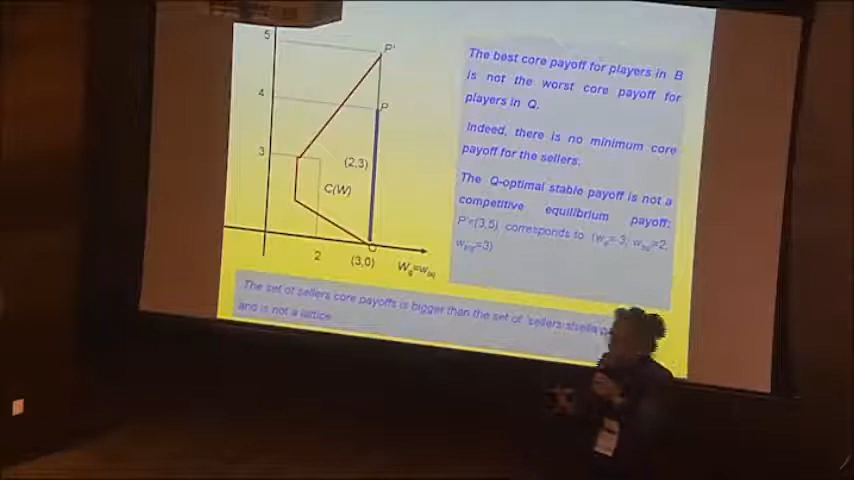 5
P'
4
P
3
(2,3)
C(W)
2
(3,0)
The best core payoff for players in B
is not the worst core payoff for
players in Q.
Indeed, there is no minimum core
payoff for the sellers.
The Q-optimal stable payoff is not a
competitive equilibrium payoff:
P'=(3,5) corresponds to
The set of sellers core payoffs is bigger than the set of sellers stable
and is not a lattice